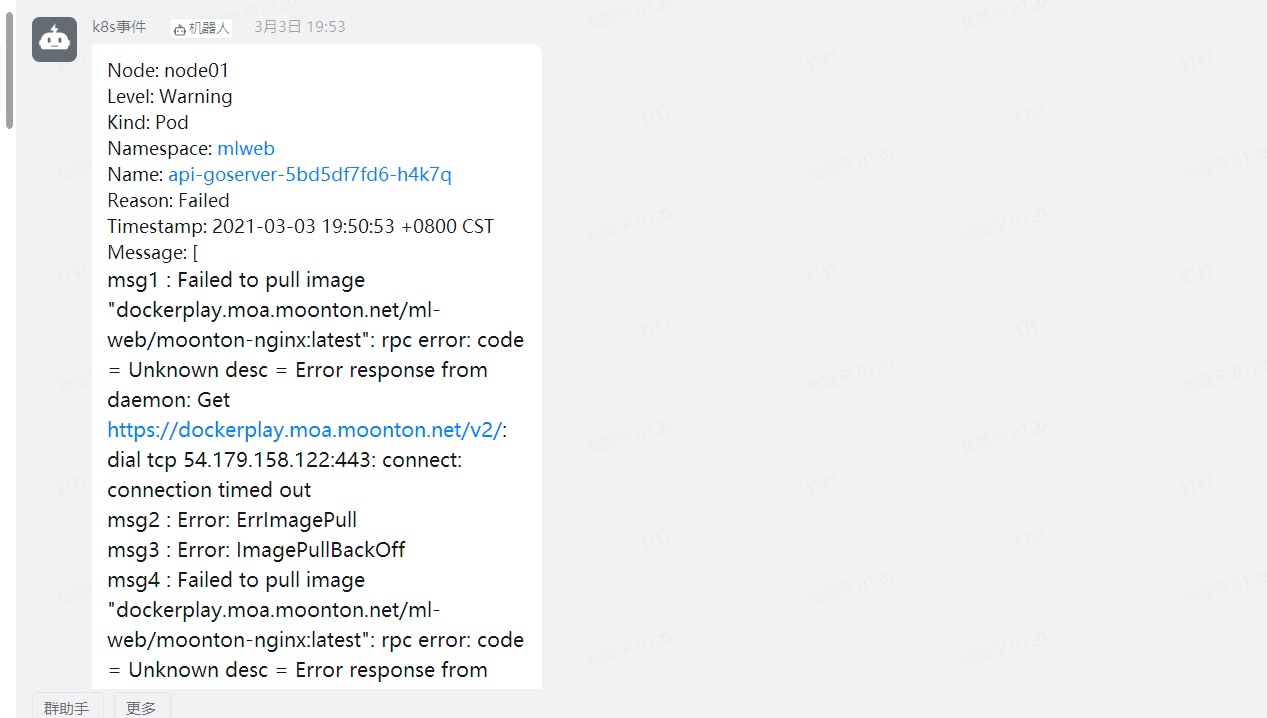 k8s事件 机器人 3月3日 19:53
Node: node01
Level: Warning
Kind: Pod
Namespace: mlweb
Name: api-goserver-5bd5df7fd6-h4k7q
Reason: Failed
Timestamp: 2021-03-03 19:50:53 +0800 CST
Message: [
msg1 : Failed to pull image
"dockerplay.moa.moonton.net/ml-
web/moonton-nginx:latest": rpc error: code
= Unknown desc = Error response from
daemon: Get
https://dockerplay.moa.moonton.net/v2/:
dial tcp 54.179.158.122:443: connect:
connection timed out
msg2 : Error: ErrImagePull
msg3 : Error: ImagePullBackOff
msg4 : Failed to pull image
"dockerplay.moa.moonton.net/ml-
web/moonton-nginx:latest": rpc error: code
= Unknown desc = Error response from
群助手 更多